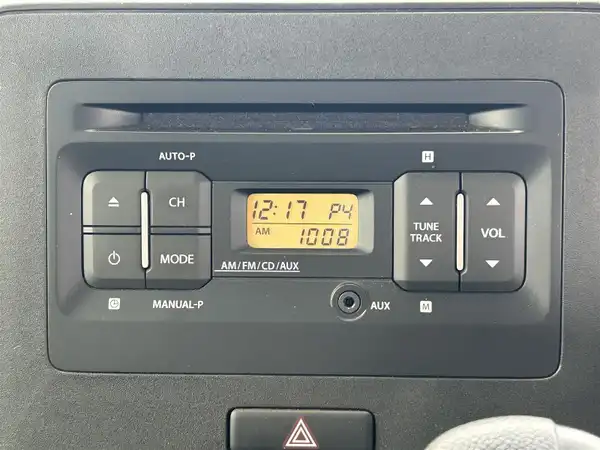 AUTO-P
H
CH
12:17 P4
AM 1008
TUNE
TRACK
VOL
MODE
AM/FM/CD/AUX
MANUAL-P
AUX
M